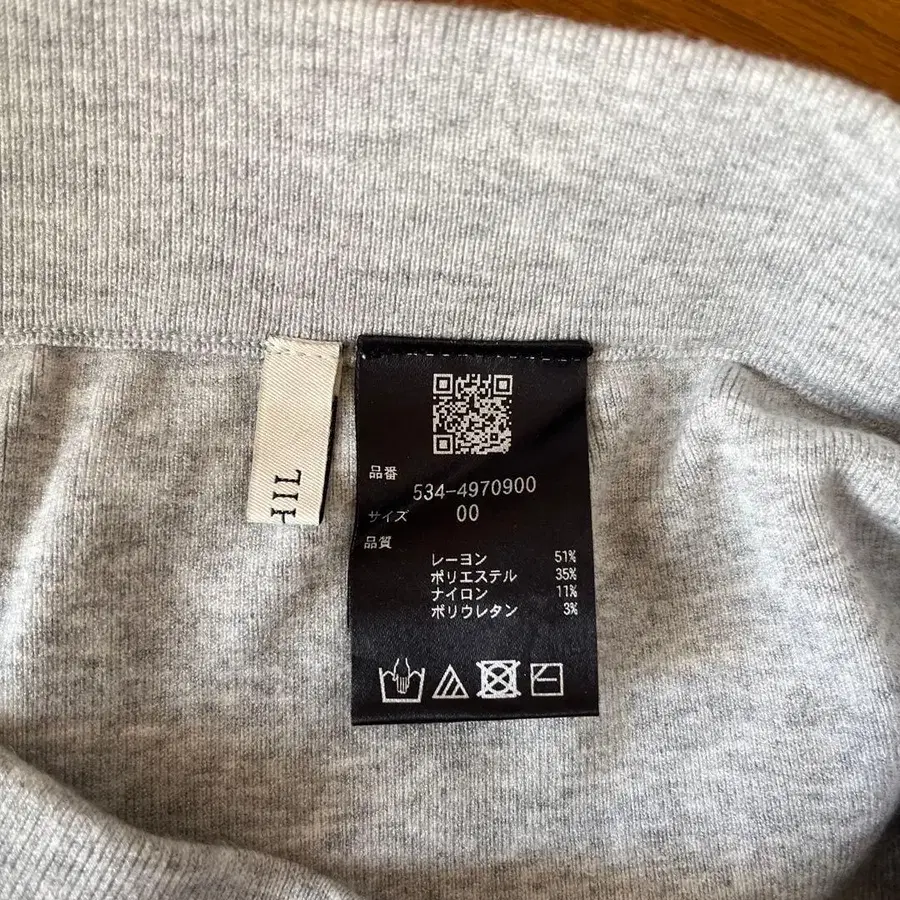 HIL
品番
534-4970900
サイズ 00
品質
レーヨン 51%
ポリエステル 35%
ナイロン 11%
ポリウレタン 3%